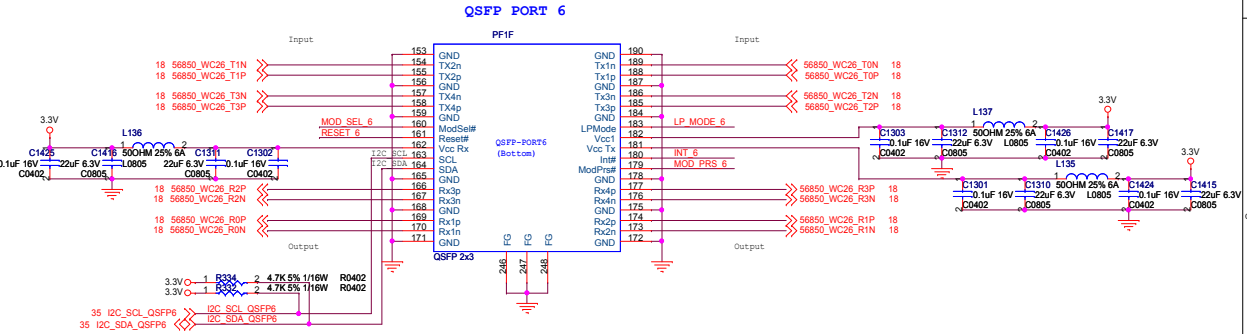 QSFP PORT 6
PF1F
Input
Input
153 GND
154 TX2n
155 TX2p
156 GND
157 TX4n
158 TX4p
159 GND
160 ModSel#
161 Reset#
162 Vcc Rx
163 SCL
164 SDA
165 GND
166 Rx3p
167 Rx3n
168 GND
169 Rx1p
170 Rx1n
171 GND
GND 190
Tx1n 189
Tx1p 188
GND 187
Tx3n 186
Tx3p 185
GND 184
LPMode 183
Vcc1 182
Vcc Tx 181
Int# 180
ModPrs# 179
GND 178
Rx4p 177
Rx4n 176
GND 175
Rx2p 174
Rx2n 173
GND 172
QSFP-PORT6
(Bottom)
FG FG FG
246 247 248
QSFP 2x3
18 56850_WC26_T1N
18 56850_WC26_T1P
18 56850_WC26_T3N
18 56850_WC26_T3P
MOD_SEL_6
RESET_6
I2C_SCL
I2C_SDA
18 56850_WC26_R2P
18 56850_WC26_R2N
18 56850_WC26_R0P
18 56850_WC26_R0N
Output
56850_WC26_T0N 18
56850_WC26_T0P 18
56850_WC26_T2N 18
56850_WC26_T2P 18
LP_MODE_6
INT_6
MOD_PRS_6
56850_WC26_R3P 18
56850_WC26_R3N 18
56850_WC26_R1P 18
56850_WC26_R1N 18
Output
3.3V
L136
1 2
C1425 C1416 50OHM 25% 6A C1311 C1302
0.1uF 16V 22uF 6.3V L0805 22uF 6.3V 0.1uF 16V
C0402 C0805 C0805 C0402
3.3V
L137
1 2
C1303 C1312 50OHM 25% 6A C1426 C1417
0.1uF 16V 22uF 6.3V L0805 0.1uF 16V 22uF 6.3V
C0402 C0805 C0402 C0805
3.3V
L135
1 2
C1301 C1310 50OHM 25% 6A C1424 C1415
0.1uF 16V 22uF 6.3V L0805 0.1uF 16V 22uF 6.3V
C0402 C0805 C0402 C0805
3.3V 1 R334 2 4.7K 5% 1/16W R0402
3.3V 1 R332 2 4.7K 5% 1/16W R0402
35 I2C_SCL_QSFP6 I2C_SCL_QSFP6
35 I2C_SDA_QSFP6 I2C_SDA_QSFP6